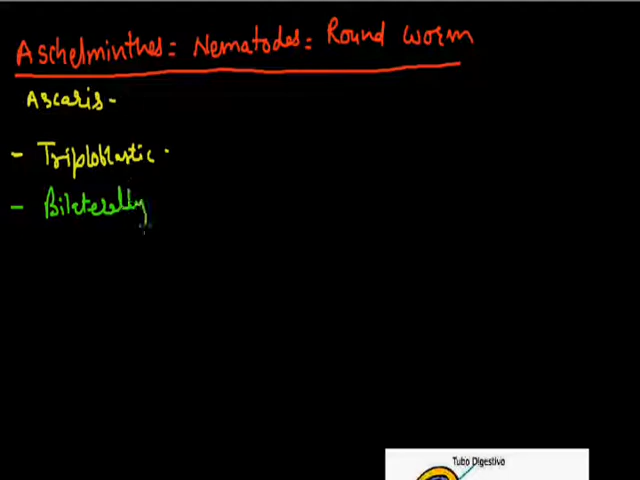 Aschelminthes = Nematodes = Round worm
Ascaris -
- Triploblastic -
- Bilaterally
Tubo Digestivo